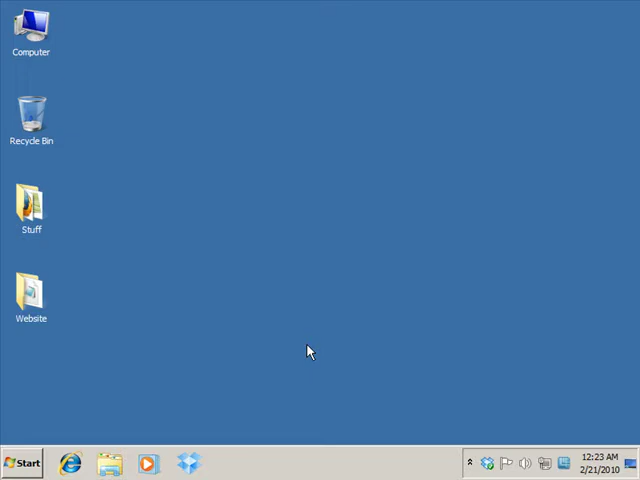 Computer
Recycle Bin
Stuff
Website
Start
12:23 AM
2/21/2010